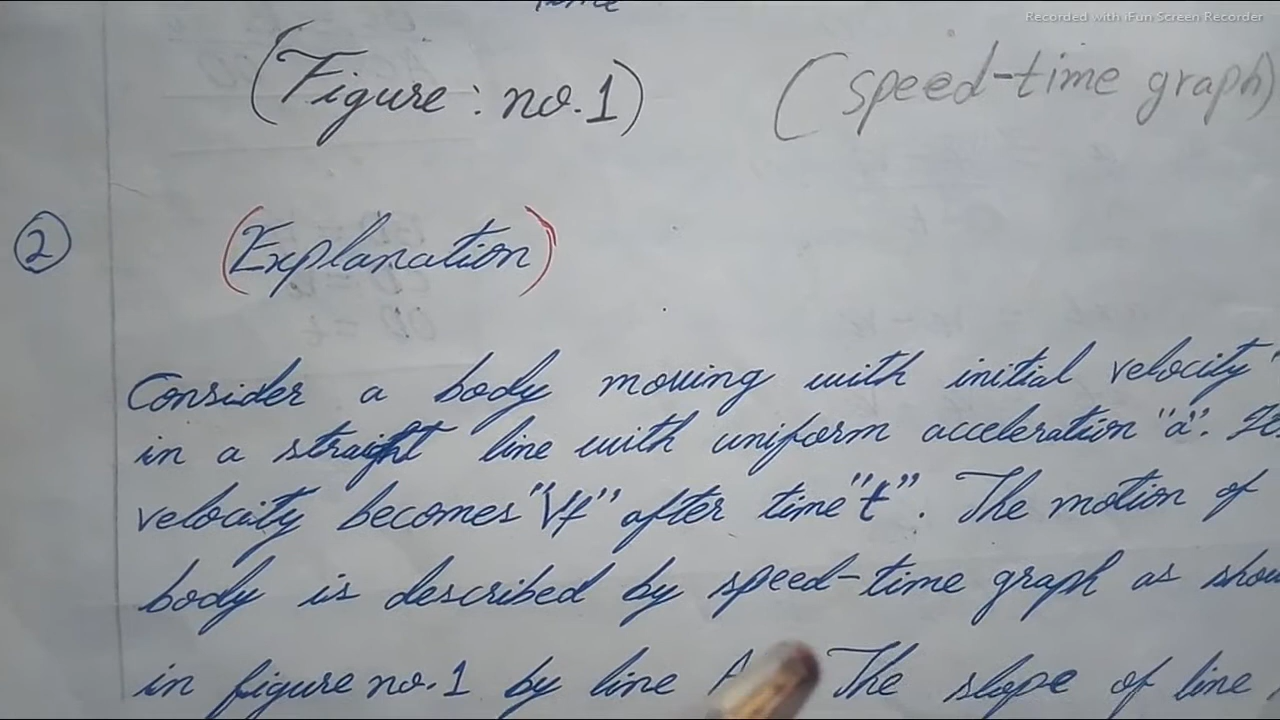 Recorded with iFun Screen Recorder
Time
(Figure: no.1) (speed-time graph)
2 (Explanation)
Consider a body moving with initial velocity "
in a straight line with uniform acceleration "a".
velocity becomes "Vf" after time "t". The motion of
body is described by speed-time graph as
in figure no.1 by line The slope of line